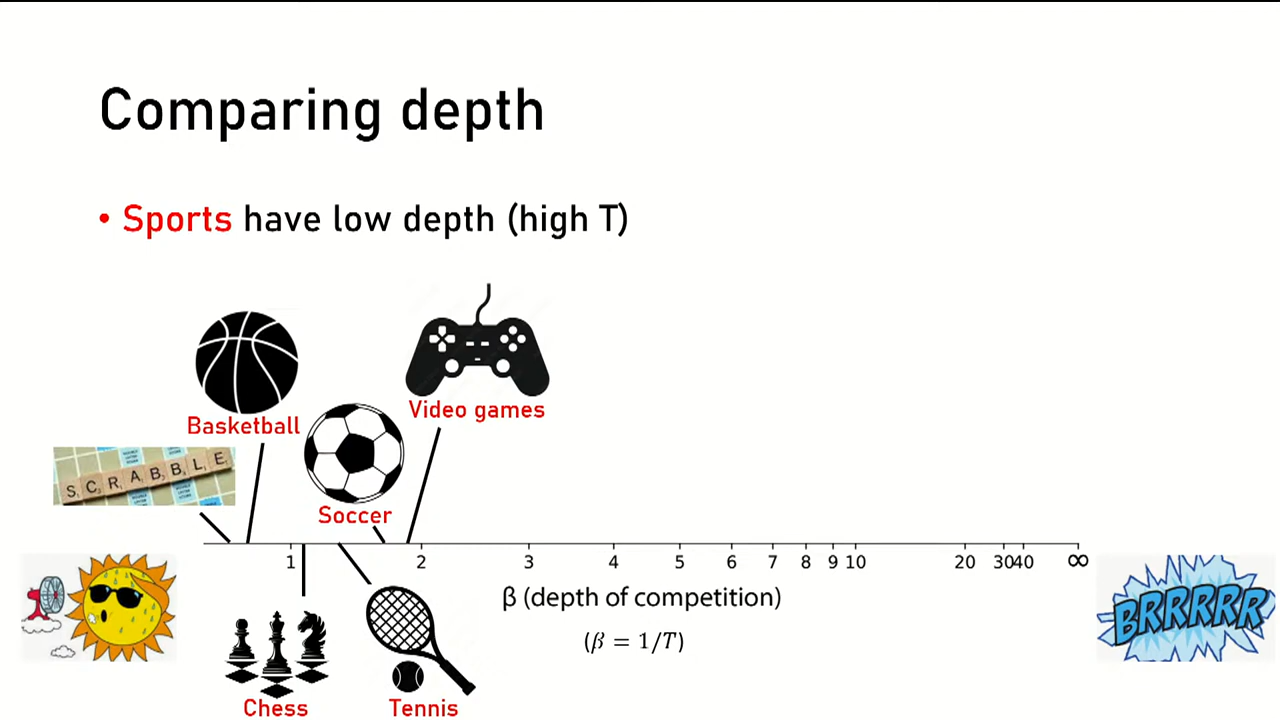 Comparing depth
• Sports have low depth (high T)
Basketball
Video games
SCRABBLE
Soccer
1 2 3 4 5 6 7 8 9 10 20 30 40 ∞
β (depth of competition)
(β = 1/T)
BRRRRR
Chess
Tennis